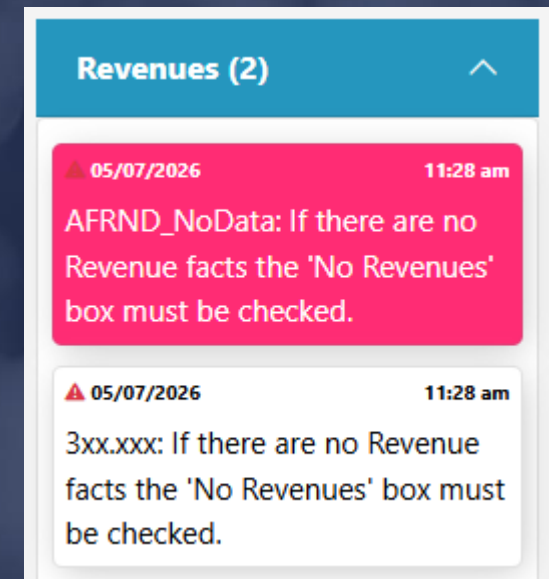 Revenues (2)
05/07/2026 11:28 am
AFRND_NoData: If there are no
Revenue facts the 'No Revenues'
box must be checked.
05/07/2026 11:28 am
3xx.xxx: If there are no Revenue
facts the 'No Revenues' box must
be checked.